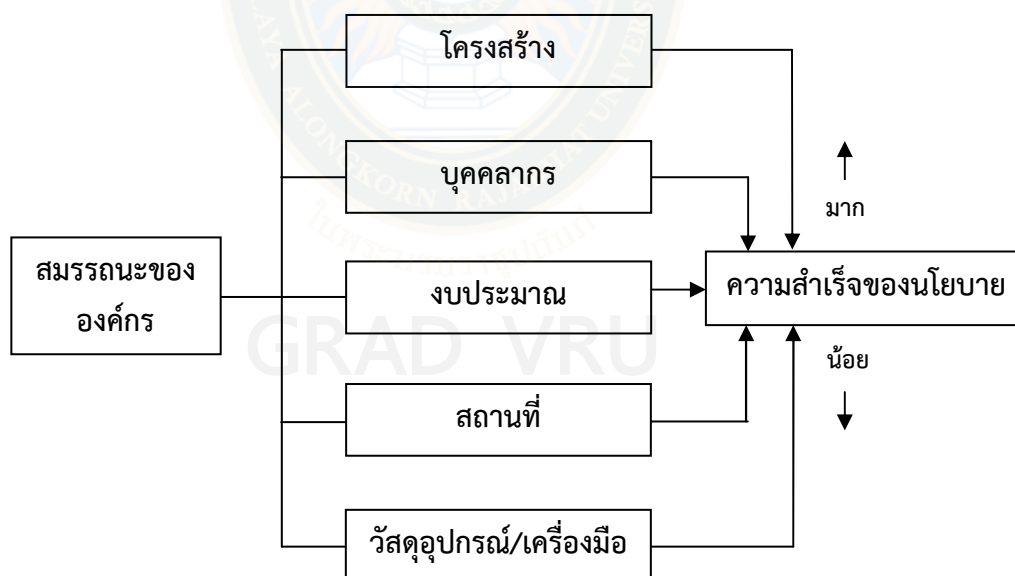 โครงสร้าง
บุคคลากร
มาก
สมรรถนะของ
องค์กร
งบประมาณ
ความสำเร็จของนโยบาย
GRAD VRU
น้อย
สถานที่
วัสดุอุปกรณ์/เครื่องมือ